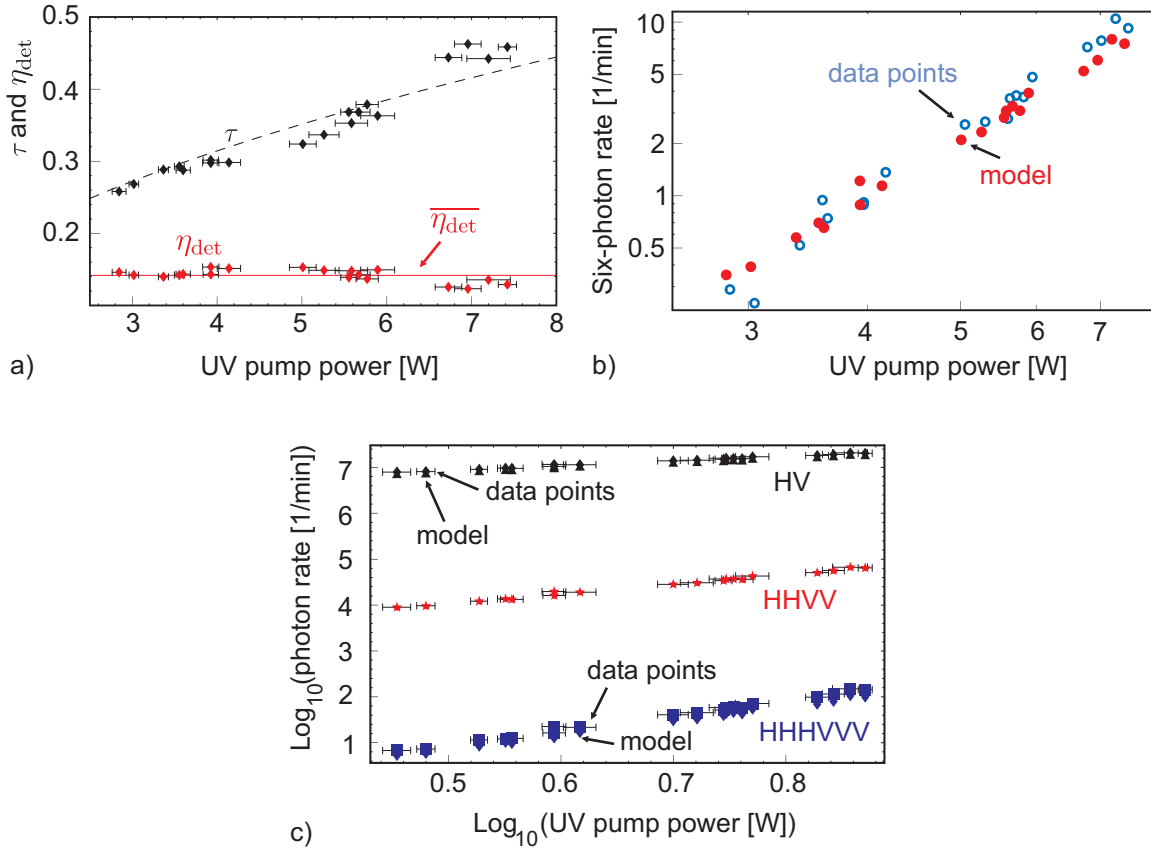 0.5
0.4
0.3
0.2
τ and η_det
τ
η_det
\overline{η_det}
3 4 5 6 7 8
UV pump power [W]
a)
10
5
2
1
0.5
Six-photon rate [1/min]
data points
model
3 4 5 6 7
UV pump power [W]
b)
7
6
5
4
3
2
1
Log₁₀(photon rate [1/min])
HV
data points
model
HHVV
data points
model
HHHVVV
0.5 0.6 0.7 0.8
Log₁₀(UV pump power [W])
c)